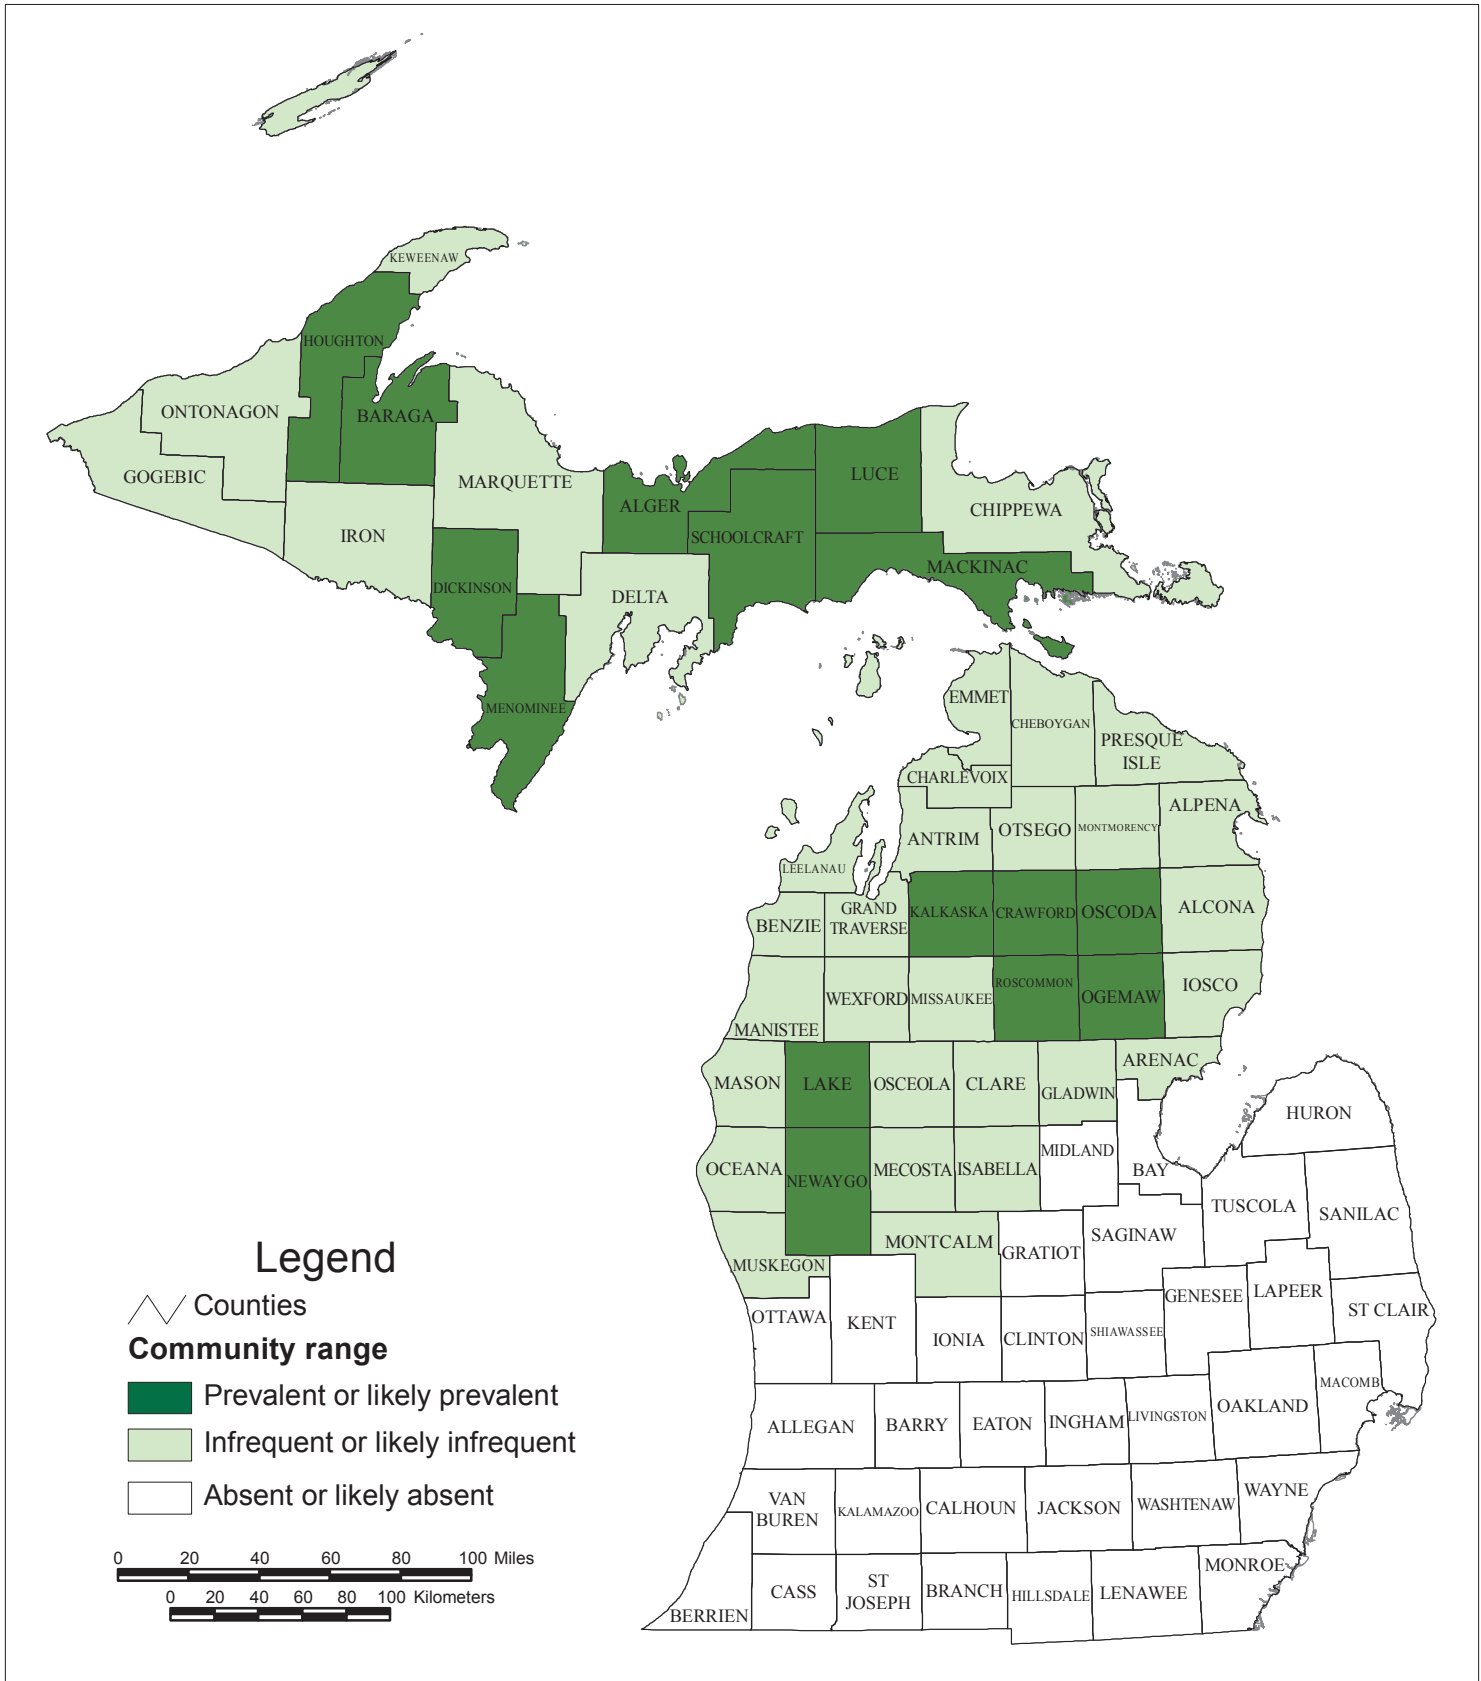 KEWEENAW
HOUGHTON
ONTONAGON
BARAGA
GOGEBIC
MARQUETTE
LUCE
ALGER
CHIPPEWA
IRON
SCHOOLCRAFT
MACKINAC
DICKINSON
DELTA
MENOMINEE
EMMET
CHEBOYGAN
PRESQUE
ISLE
CHARLEVOIX
ALPENA
ANTRIM
OTSEGO
MONTMORENCY
LEELANAU
BENZIE
GRAND
TRAVERSE
KALKASKA
CRAWFORD
OSCODA
ALCONA
MANISTEE
WEXFORD
MISSAUKEE
ROSCOMMON
OGEMAW
IOSCO
MASON
LAKE
OSCEOLA
CLARE
GLADWIN
ARENAC
HURON
OCEANA
NEWAYGO
MECOSTA
ISABELLA
MIDLAND
BAY
TUSCOLA
SANILAC
MUSKEGON
MONTCALM
GRATIOT
SAGINAW
OTTAWA
KENT
IONIA
CLINTON
SHIAWASSEE
GENESEE
LAPEER
ST CLAIR
ALLEGAN
BARRY
EATON
INGHAM
LIVINGSTON
OAKLAND
MACOMB
VAN
BUREN
KALAMAZOO
CALHOUN
JACKSON
WASHTENAW
WAYNE
BERRIEN
CASS
ST
JOSEPH
BRANCH
HILLSDALE
LENAWEE
MONROE
Legend
Counties
Community range
Prevalent or likely prevalent
Infrequent or likely infrequent
Absent or likely absent
0 20 40 60 80 100 Miles
0 20 40 60 80 100 Kilometers